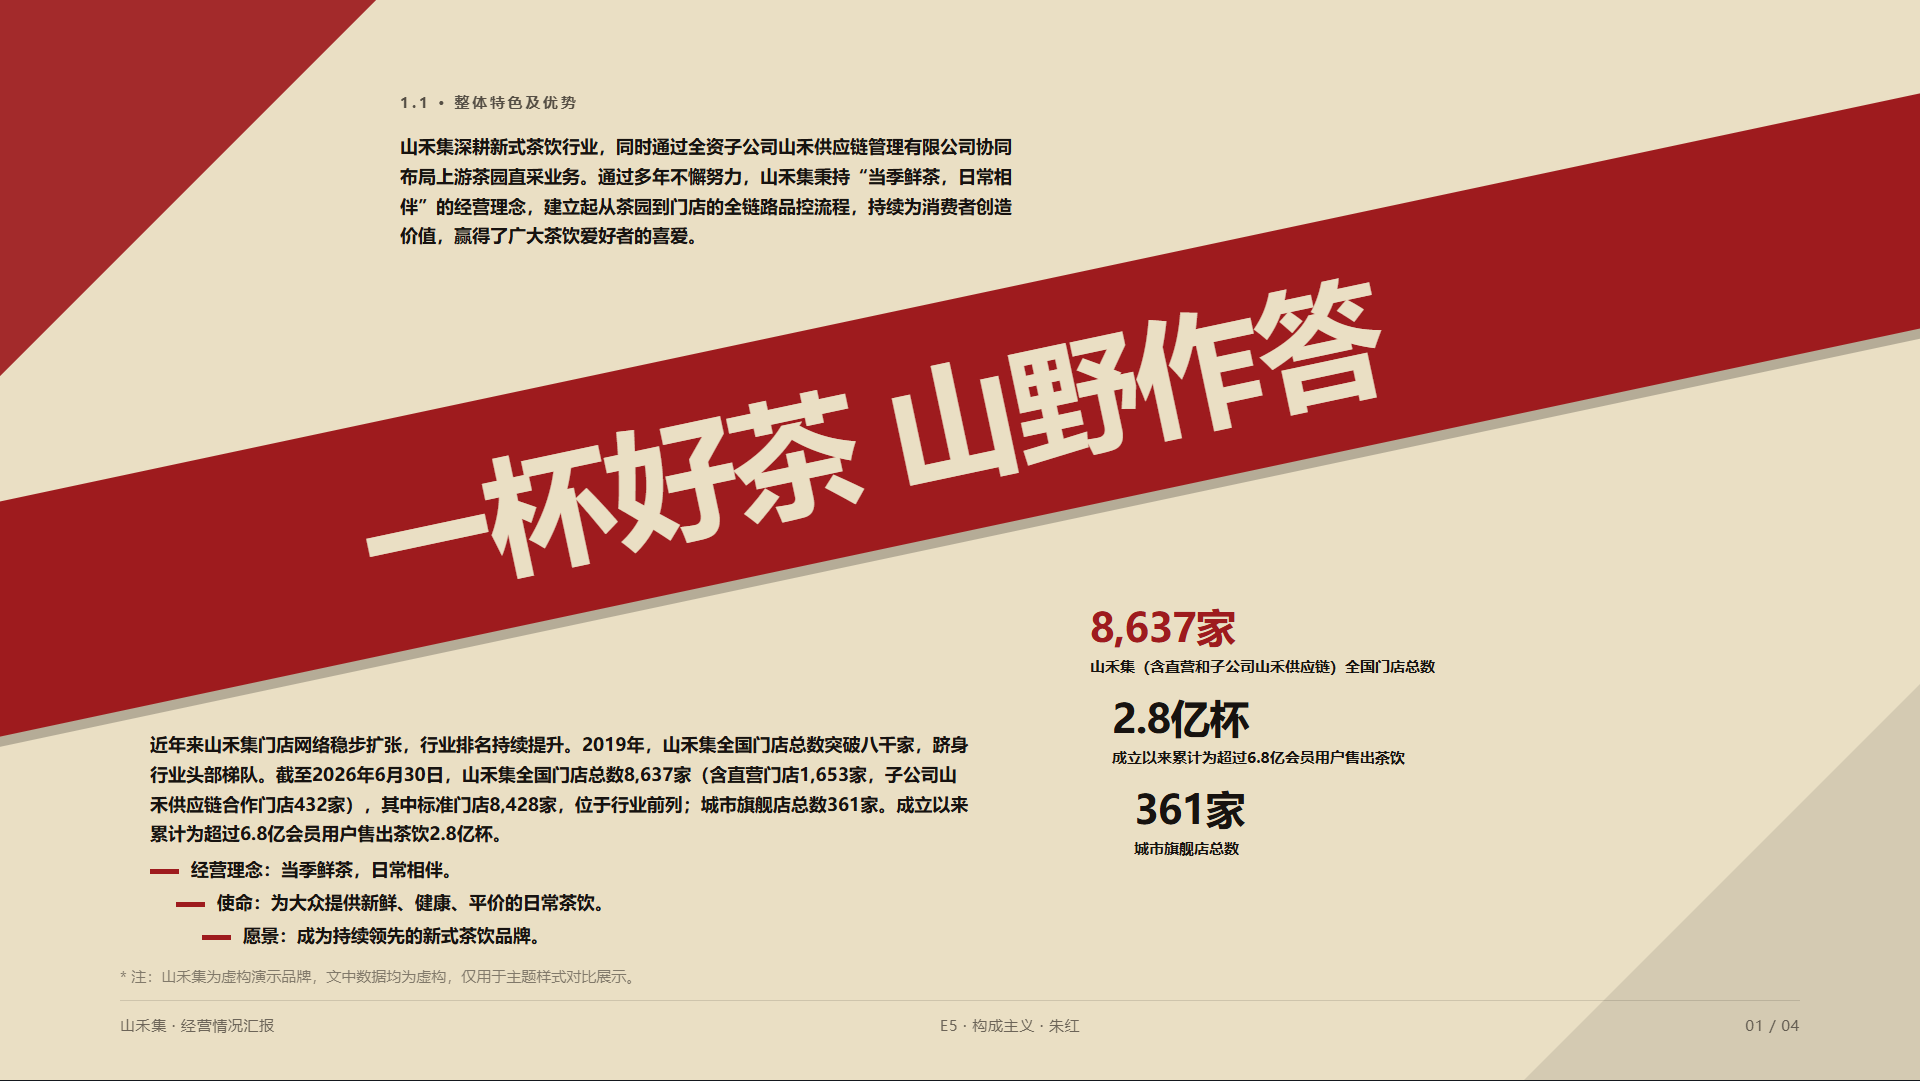 1.1 • 整体特色及优势
山禾集深耕新式茶饮行业，同时通过全资子公司山禾供应链管理有限公司协同
布局上游茶园直采业务。通过多年不懈努力，山禾集秉持“当季鲜茶，日常相
伴”的经营理念，建立起从茶园到门店的全链路品控流程，持续为消费者创造
价值，赢得了广大茶饮爱好者的喜爱。
一杯好茶 山野作答
8,637家
山禾集（含直营和子公司山禾供应链）全国门店总数
2.8亿杯
成立以来累计为超过6.8亿会员用户售出茶饮
361家
城市旗舰店总数
近年来山禾集门店网络稳步扩张，行业排名持续提升。2019年，山禾集全国门店总数突破八千家，跻身
行业头部梯队。截至2026年6月30日，山禾集全国门店总数8,637家（含直营门店1,653家，子公司山
禾供应链合作门店432家），其中标准门店8,428家，位于行业前列；城市旗舰店总数361家。成立以来
累计为超过6.8亿会员用户售出茶饮2.8亿杯。
经营理念：当季鲜茶，日常相伴。
使命：为大众提供新鲜、健康、平价的日常茶饮。
愿景：成为持续领先的新式茶饮品牌。
* 注：山禾集为虚构演示品牌，文中数据均为虚构，仅用于主题样式对比展示。
山禾集 · 经营情况汇报
E5 · 构成主义 · 朱红
01 / 04